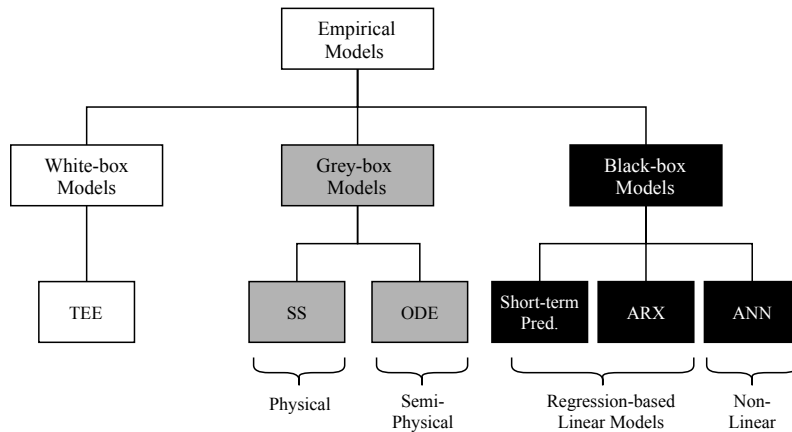 Empirical
Models
White-box
Models
Grey-box
Models
Black-box
Models
TEE
SS
ODE
Short-term
Pred.
ARX
ANN
Physical
Semi-
Physical
Regression-based
Linear Models
Non-
Linear